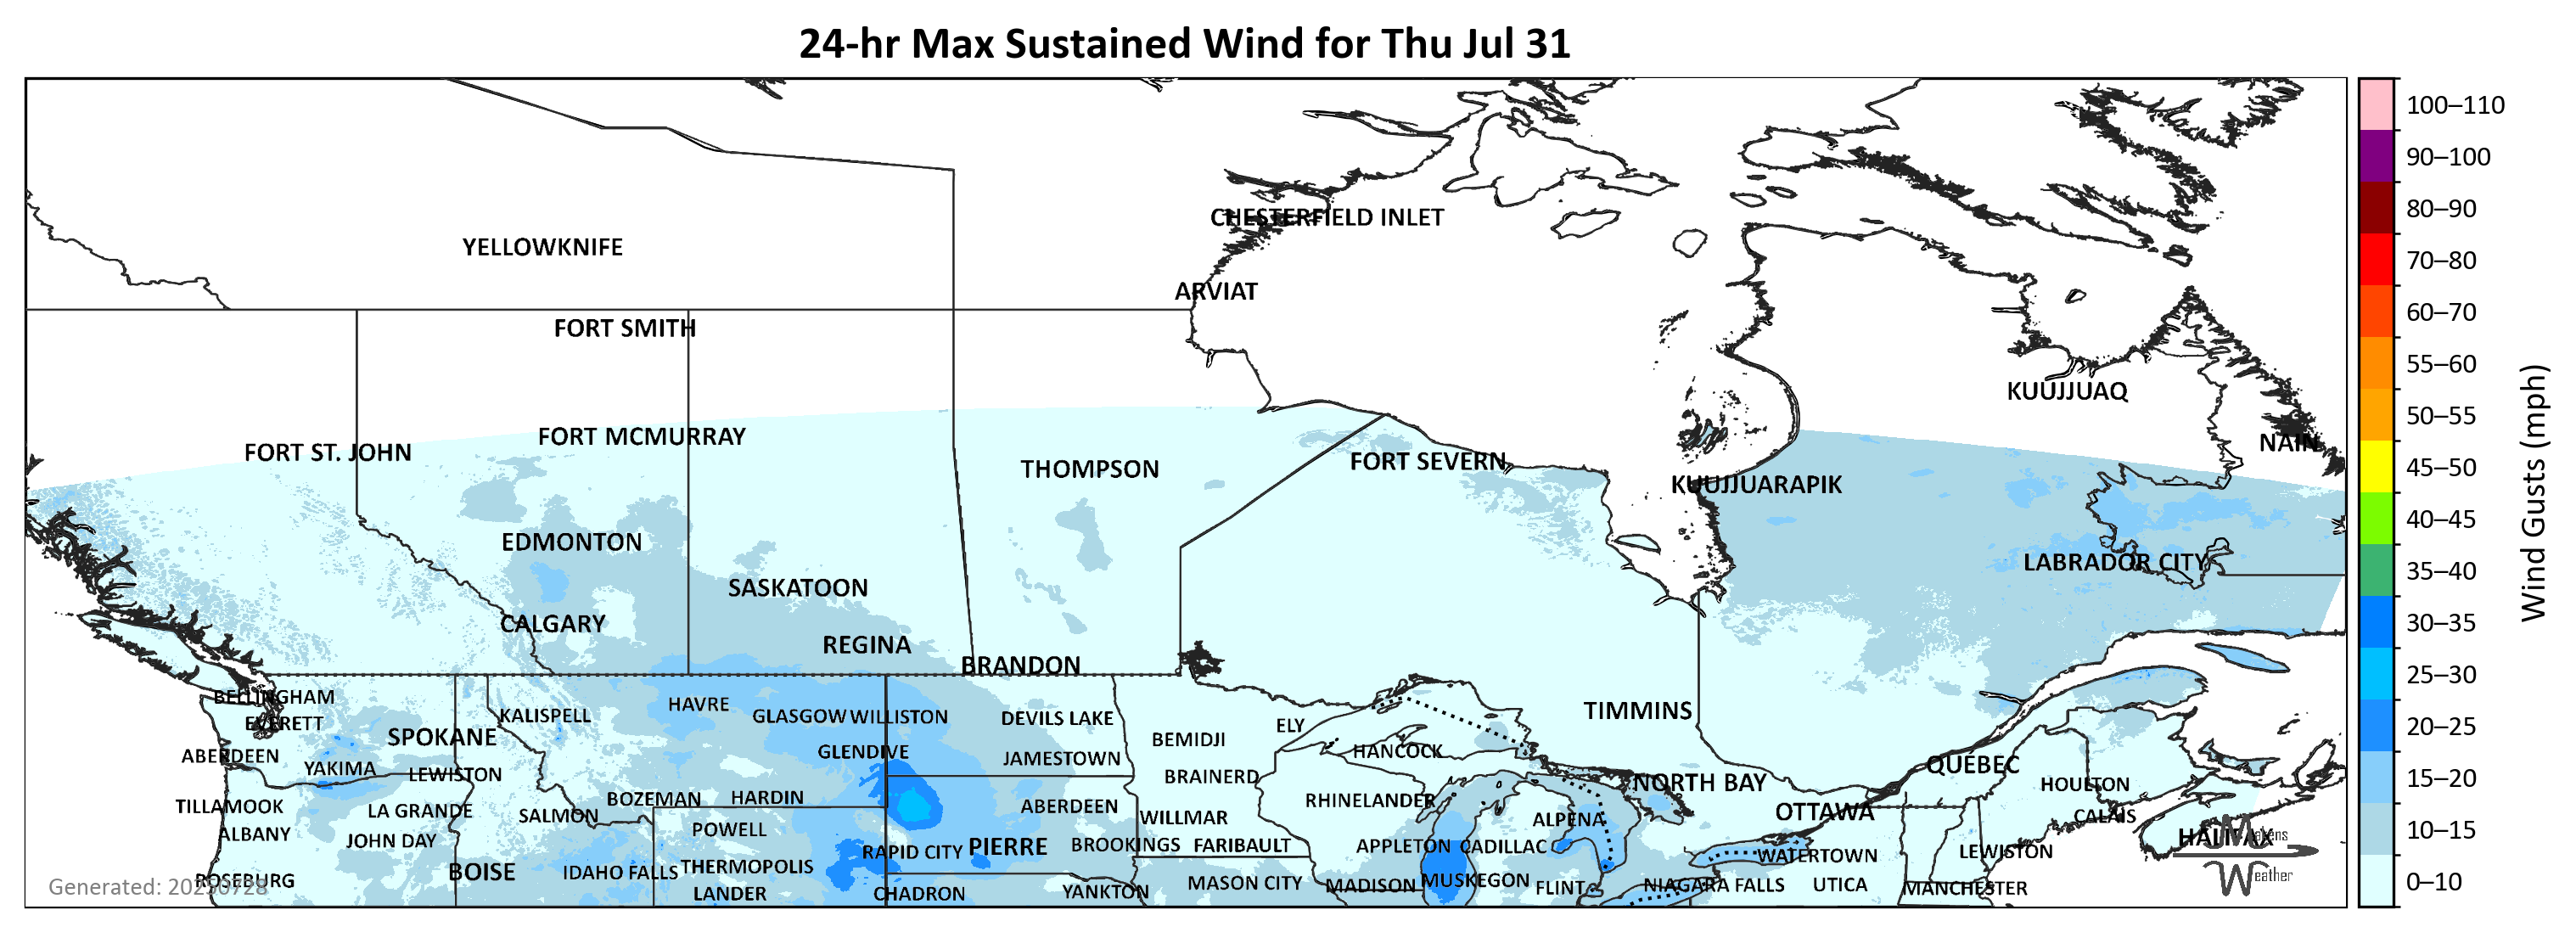 24-hr Max Sustained Wind for Thu Jul 31
100–110
90–100
80–90
70–80
60–70
55–60
50–55
45–50
40–45
35–40
30–35
25–30
20–25
15–20
10–15
0–10
Wind Gusts (mph)
CHESTERFIELD INLET
YELLOWKNIFE
ARVIAT
FORT SMITH
KUUJJUAQ
FORT MCMURRAY
NAIN
FORT ST. JOHN
FORT SEVERN
THOMPSON
KUUJJUARAPIK
EDMONTON
LABRADOR CITY
SASKATOON
CALGARY
REGINA
BRANDON
BELLINGHAM
HAVRE
TIMMINS
KALISPELL
GLASGOW
WILLISTON
DEVILS LAKE
EVERETT
ELY
SPOKANE
BEMIDJI
HANCOCK
GLENDIVE
ABERDEEN
JAMESTOWN
QUEBEC
YAKIMA
LEWISTON
BRAINERD
NORTH BAY
HOULTON
BOZEMAN
HARDIN
RHINELANDER
TILLAMOOK
LA GRANDE
ABERDEEN
OTTAWA
SALMON
WILLMAR
ALPENA
CALAIS
ALBANY
POWELL
JOHN DAY
HALIFAX
Makens
Weather
PIERRE
BROOKINGS
FARIBAULT
APPLETON
CADILLAC
RAPID CITY
LEWISTON
WATERTOWN
THERMOPOLIS
BOISE
IDAHO FALLS
ROSEBURG
MUSKEGON
MASON CITY
MADISON
FLINT
NIAGARA FALLS
UTICA
MANCHESTER
LANDER
CHADRON
YANKTON
Generated: 20250728